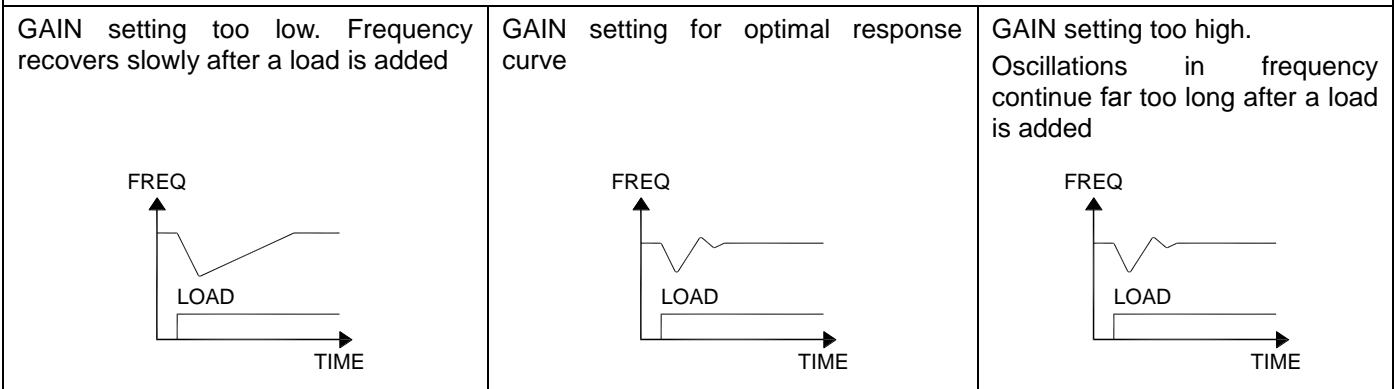 GAIN setting too low. Frequency
recovers slowly after a load is added
FREQ
LOAD
TIME
GAIN setting for optimal response
curve
FREQ
LOAD
TIME
GAIN setting too high.
Oscillations in frequency
continue far too long after a load
is added
FREQ
LOAD
TIME